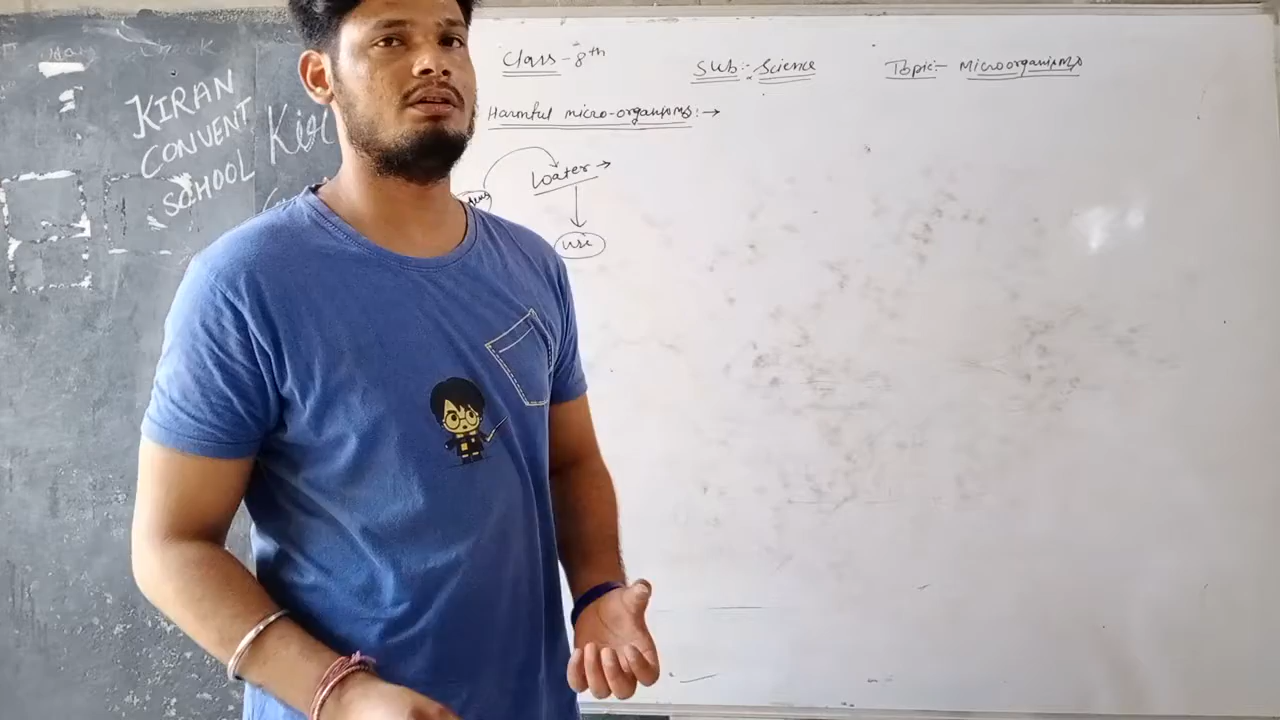 KIRAN
CONVENT
SCHOOL
Class - 8th
Sub:- Science
Topic:- Microorganisms
Harmful micro-organisms:→
Water →
use